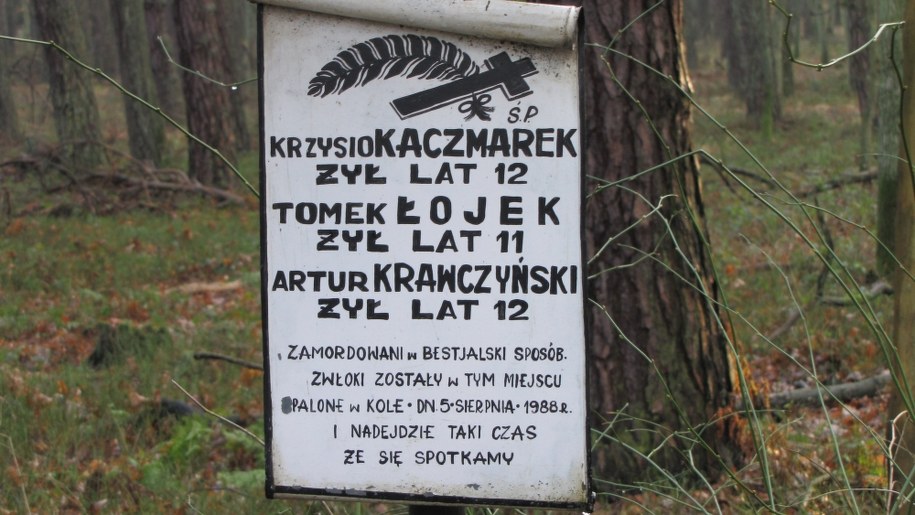 Ś.P.
KRZYSIO KACZMAREK
ŻYŁ LAT 12
TOMEK ŁOJEK
ŻYŁ LAT 11
ARTUR KRAWCZYŃSKI
ŻYŁ LAT 12
ZAMORDOWANI W BESTJALSKI SPOSÓB.
ZWŁOKI ZOSTAŁY W TYM MIEJSCU
SPALONE W KOLE · DN. 5 · SIERPNIA · 1988 R.
I NADEJDZIE TAKI CZAS
ŻE SIĘ SPOTKAMY